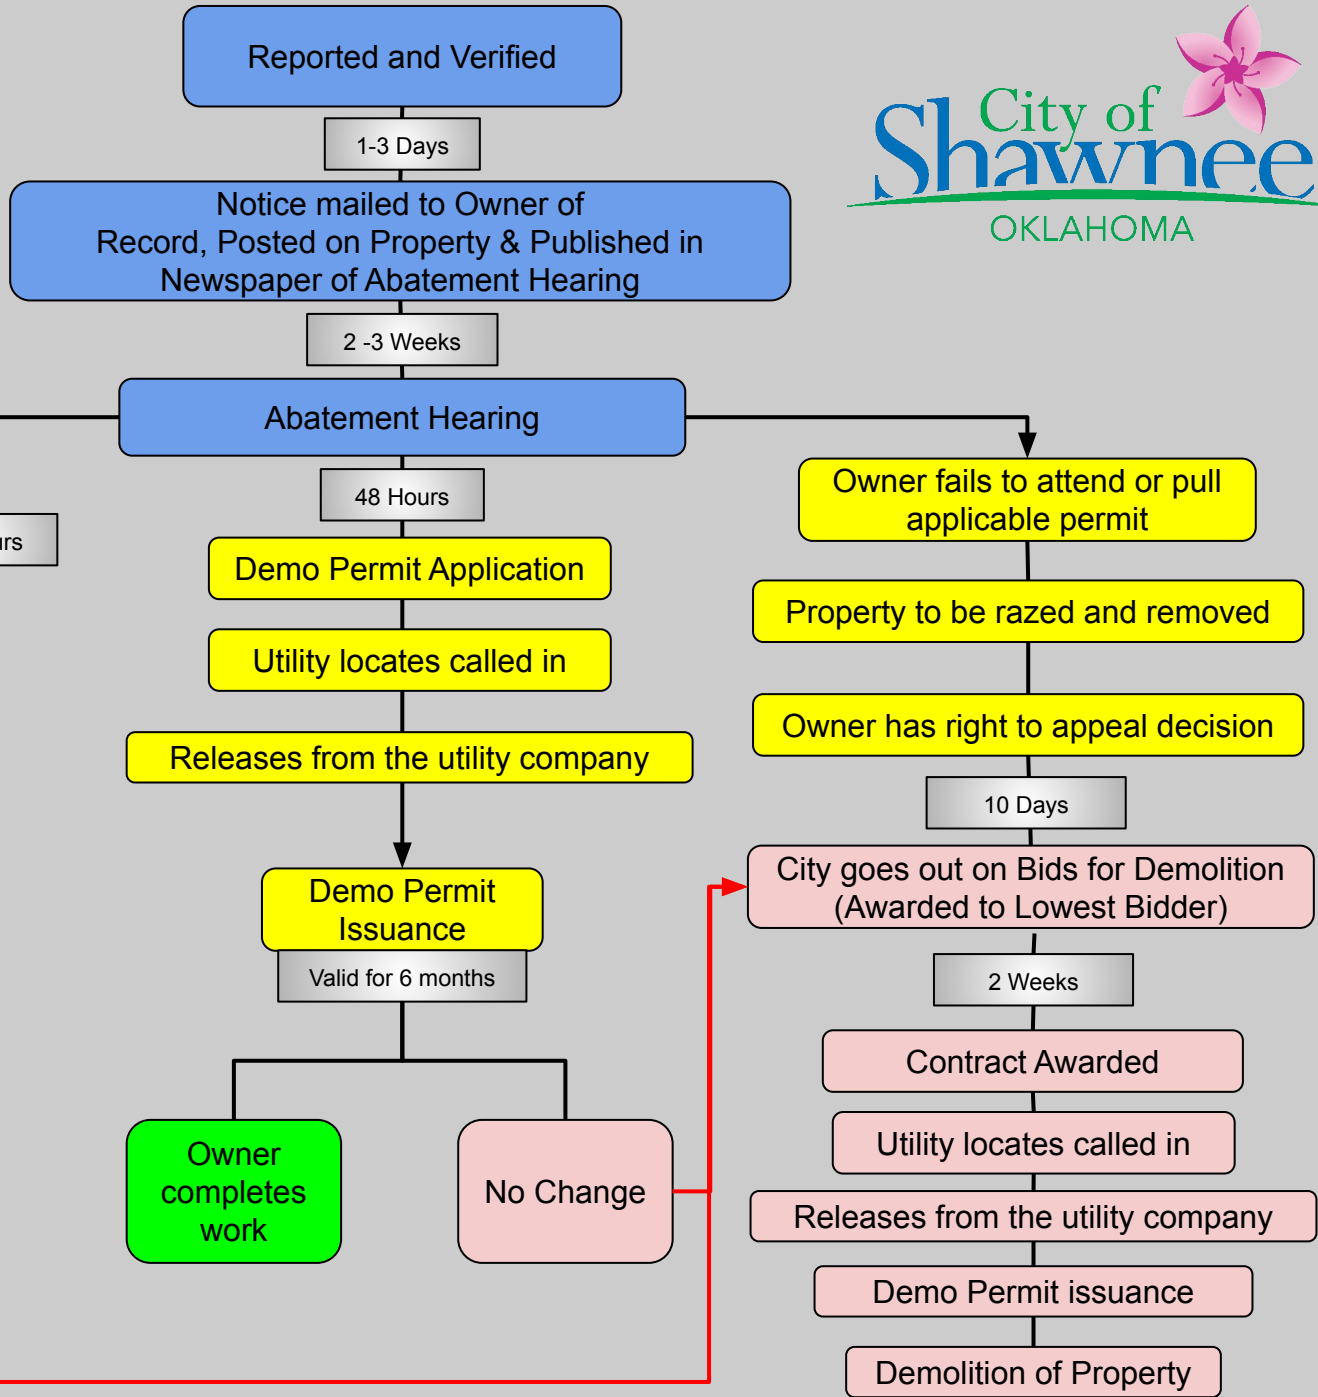 Reported and Verified
City of
Shawnee
OKLAHOMA
1-3 Days
Notice mailed to Owner of
Record, Posted on Property & Published in
Newspaper of Abatement Hearing
2 -3 Weeks
Abatement Hearing
48 Hours
Demo Permit Application
Utility locates called in
Releases from the utility company
Demo Permit
Issuance
Valid for 6 months
Owner
completes
work
No Change
Owner fails to attend or pull
applicable permit
Property to be razed and removed
Owner has right to appeal decision
10 Days
City goes out on Bids for Demolition
(Awarded to Lowest Bidder)
2 Weeks
Contract Awarded
Utility locates called in
Releases from the utility company
Demo Permit issuance
Demolition of Property